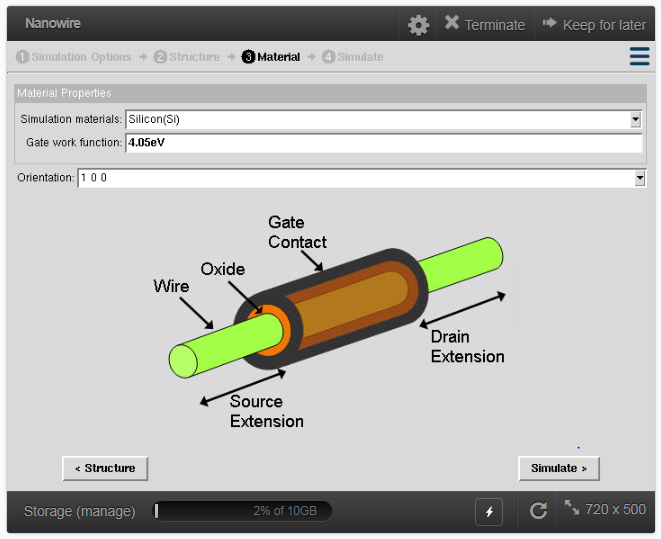 Nanowire
Terminate
Keep for later
1 Simulation Options → 2 Structure → 3 Material → 4 Simulate
Material Properties
Simulation materials: Silicon(Si)
Gate work function: 4.05eV
Orientation: 1 0 0
Gate
Contact
Oxide
Wire
Drain
Extension
Source
Extension
< Structure
Simulate >
Storage (manage)
2% of 10GB
720 x 500